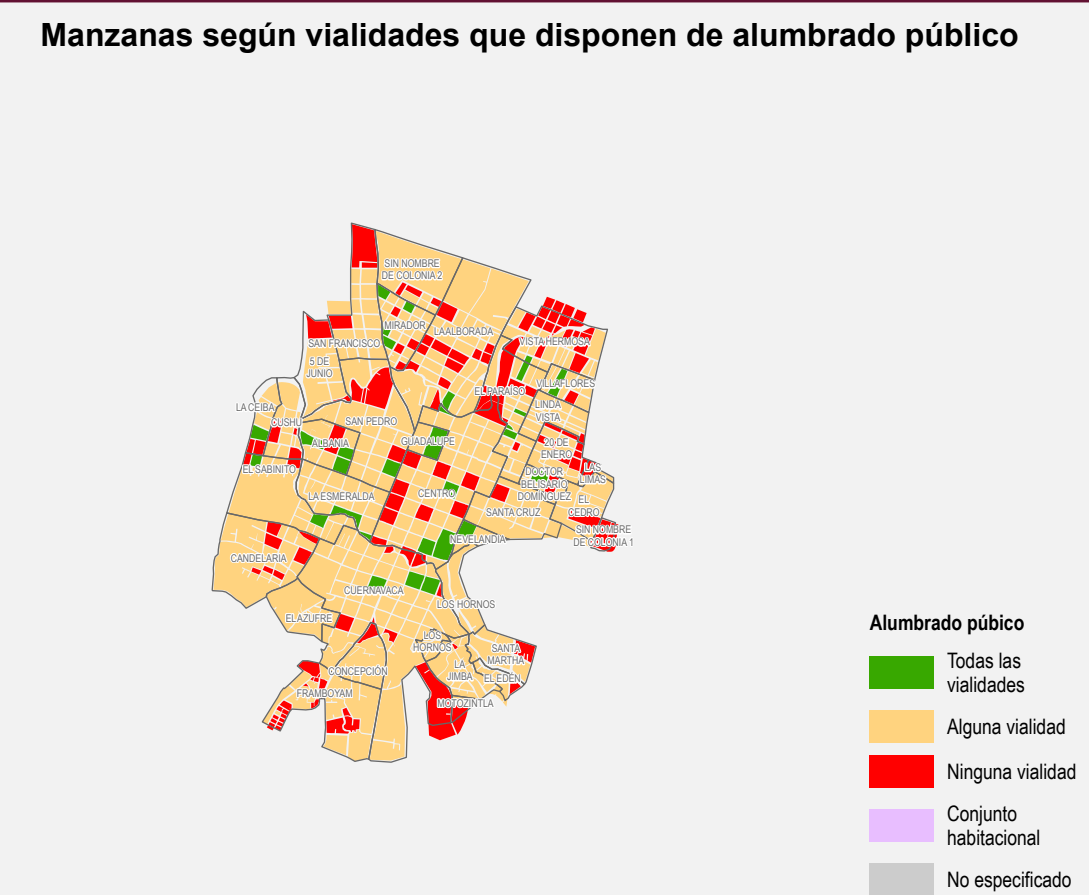 Manzanas según vialidades que disponen de alumbrado público
SIN NOMBRE
DE COLONIA 2
MIRADOR
LA ALBORADA
SAN FRANCISCO
VISTA HERMOSA
5 DE
JUNIO
EL PARAÍSO
VILLAFLORES
LA CEIBA
LINDA
VISTA
CUSHÚ
SAN PEDRO
ALBANIA
GUADALUPE
20 DE
ENERO
EL SABINITO
LAS
LIMAS
DOCTOR
BELISARIO
DOMÍNGUEZ
LA ESMERALDA
CENTRO
EL
CEDRO
SANTA CRUZ
SIN NOMBRE
DE COLONIA 1
NEVELANDIA
CANDELARIA
CUERNAVACA
LOS HORNOS
EL AZUFRE
LOS
HORNOS
SANTA
MARTHA
LA
JIMBA
EL EDÉN
CONCEPCIÓN
FRAMBOYAM
MOTOZINTLA
Alumbrado púbico
Todas las
vialidades
Alguna vialidad
Ninguna vialidad
Conjunto
habitacional
No especificado